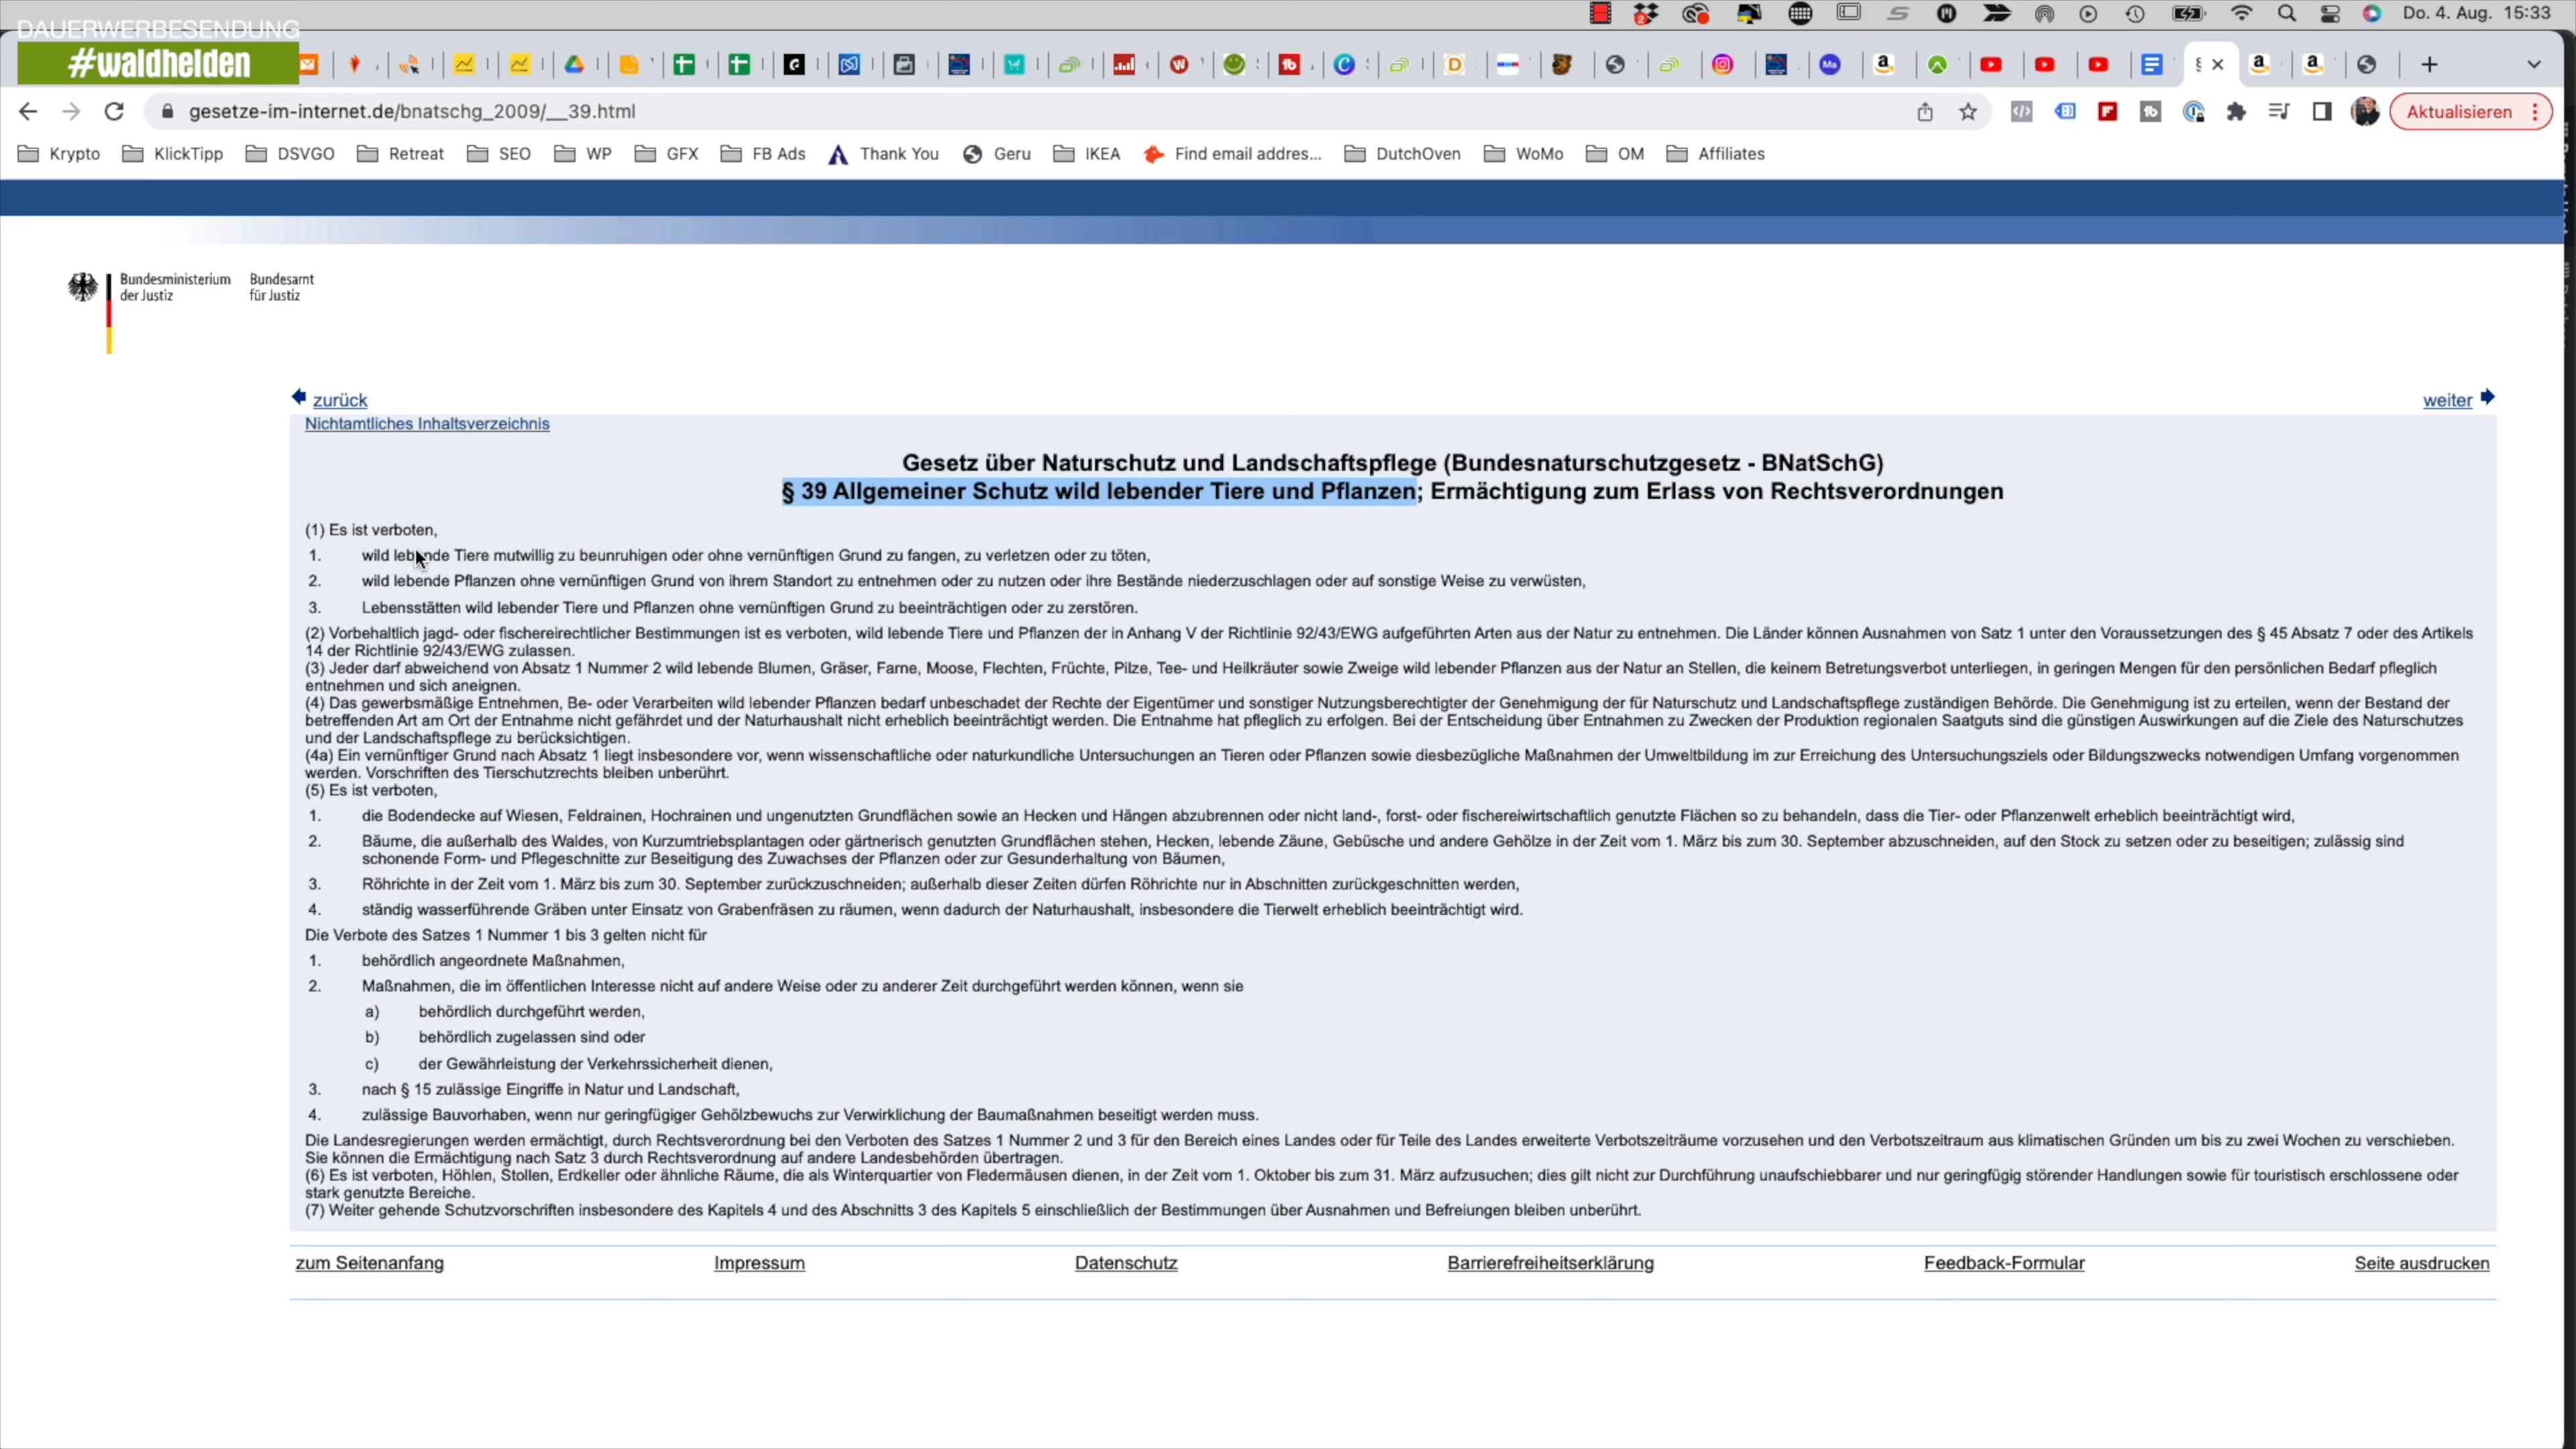 DAUERWERBESENDUNG
#waldhelden
Do. 4. Aug. 15:33
gesetze-im-internet.de/bnatschg_2009/__39.html
Aktualisieren
Krypto KlickTipp DSVGO Retreat SEO WP GFX FB Ads Thank You Geru IKEA Find email addres... DutchOven WoMo OM Affiliates
Bundesministerium der Justiz
Bundesamt für Justiz
zurück
weiter
Nichtamtliches Inhaltsverzeichnis
Gesetz über Naturschutz und Landschaftspflege (Bundesnaturschutzgesetz - BNatSchG)
§ 39 Allgemeiner Schutz wild lebender Tiere und Pflanzen; Ermächtigung zum Erlass von Rechtsverordnungen
(1) Es ist verboten,
1. wild lebende Tiere mutwillig zu beunruhigen oder ohne vernünftigen Grund zu fangen, zu verletzen oder zu töten,
2. wild lebende Pflanzen ohne vernünftigen Grund von ihrem Standort zu entnehmen oder zu nutzen oder ihre Bestände niederzuschlagen oder auf sonstige Weise zu verwüsten,
3. Lebensstätten wild lebender Tiere und Pflanzen ohne vernünftigen Grund zu beeinträchtigen oder zu zerstören.
(2) Vorbehaltlich jagd- oder fischereirechtlicher Bestimmungen ist es verboten, wild lebende Tiere und Pflanzen der in Anhang V der Richtlinie 92/43/EWG aufgeführten Arten aus der Natur zu entnehmen. Die Länder können Ausnahmen von Satz 1 unter den Voraussetzungen des § 45 Absatz 7 oder des Artikels
14 der Richtlinie 92/43/EWG zulassen.
(3) Jeder darf abweichend von Absatz 1 Nummer 2 wild lebende Blumen, Gräser, Farne, Moose, Flechten, Früchte, Pilze, Tee- und Heilkräuter sowie Zweige wild lebender Pflanzen aus der Natur an Stellen, die keinem Betretungsverbot unterliegen, in geringen Mengen für den persönlichen Bedarf pfleglich
entnehmen und sich aneignen.
(4) Das gewerbsmäßige Entnehmen, Be- oder Verarbeiten wild lebender Pflanzen bedarf unbeschadet der Rechte der Eigentümer und sonstiger Nutzungsberechtigter der Genehmigung der für Naturschutz und Landschaftspflege zuständigen Behörde. Die Genehmigung ist zu erteilen, wenn der Bestand der
betreffenden Art am Ort der Entnahme nicht gefährdet und der Naturhaushalt nicht erheblich beeinträchtigt werden. Die Entnahme hat pfleglich zu erfolgen. Bei der Entscheidung über Entnahmen zu Zwecken der Produktion regionalen Saatguts sind die günstigen Auswirkungen auf die Ziele des Naturschutzes
und der Landschaftspflege zu berücksichtigen.
(4a) Ein vernünftiger Grund nach Absatz 1 liegt insbesondere vor, wenn wissenschaftliche oder naturkundliche Untersuchungen an Tieren oder Pflanzen sowie diesbezügliche Maßnahmen der Umweltbildung im zur Erreichung des Untersuchungsziels oder Bildungszwecks notwendigen Umfang vorgenommen
werden. Vorschriften des Tierschutzrechts bleiben unberührt.
(5) Es ist verboten,
1. die Bodendecke auf Wiesen, Feldrainen, Hochrainen und ungenutzten Grundflächen sowie an Hecken und Hängen abzubrennen oder nicht land-, forst- oder fischereiwirtschaftlich genutzte Flächen so zu behandeln, dass die Tier- oder Pflanzenwelt erheblich beeinträchtigt wird,
2. Bäume, die außerhalb des Waldes, von Kurzumtriebsplantagen oder gärtnerisch genutzten Grundflächen stehen, Hecken, lebende Zäune, Gebüsche und andere Gehölze in der Zeit vom 1. März bis zum 30. September abzuschneiden, auf den Stock zu setzen oder zu beseitigen; zulässig sind
schonende Form- und Pflegeschnitte zur Beseitigung des Zuwachses der Pflanzen oder zur Gesunderhaltung von Bäumen,
3. Röhrichte in der Zeit vom 1. März bis zum 30. September zurückzuschneiden; außerhalb dieser Zeiten dürfen Röhrichte nur in Abschnitten zurückgeschnitten werden,
4. ständig wasserführende Gräben unter Einsatz von Grabenfräsen zu räumen, wenn dadurch der Naturhaushalt, insbesondere die Tierwelt erheblich beeinträchtigt wird.
Die Verbote des Satzes 1 Nummer 1 bis 3 gelten nicht für
1. behördlich angeordnete Maßnahmen,
2. Maßnahmen, die im öffentlichen Interesse nicht auf andere Weise oder zu anderer Zeit durchgeführt werden können, wenn sie
a) behördlich durchgeführt werden,
b) behördlich zugelassen sind oder
c) der Gewährleistung der Verkehrssicherheit dienen,
3. nach § 15 zulässige Eingriffe in Natur und Landschaft,
4. zulässige Bauvorhaben, wenn nur geringfügiger Gehölzbewuchs zur Verwirklichung der Baumaßnahmen beseitigt werden muss.
Die Landesregierungen werden ermächtigt, durch Rechtsverordnung bei den Verboten des Satzes 1 Nummer 2 und 3 für den Bereich eines Landes oder für Teile des Landes erweiterte Verbotszeiträume vorzusehen und den Verbotszeitraum aus klimatischen Gründen um bis zu zwei Wochen zu verschieben.
Sie können die Ermächtigung nach Satz 3 durch Rechtsverordnung auf andere Landesbehörden übertragen.
(6) Es ist verboten, Höhlen, Stollen, Erdkeller oder ähnliche Räume, die als Winterquartier von Fledermäusen dienen, in der Zeit vom 1. Oktober bis zum 31. März aufzusuchen; dies gilt nicht zur Durchführung unaufschiebbarer und nur geringfügig störender Handlungen sowie für touristisch erschlossene oder
stark genutzte Bereiche.
(7) Weiter gehende Schutzvorschriften insbesondere des Kapitels 4 und des Abschnitts 3 des Kapitels 5 einschließlich der Bestimmungen über Ausnahmen und Befreiungen bleiben unberührt.
zum Seitenanfang Impressum Datenschutz Barrierefreiheitserklärung Feedback-Formular Seite ausdrucken